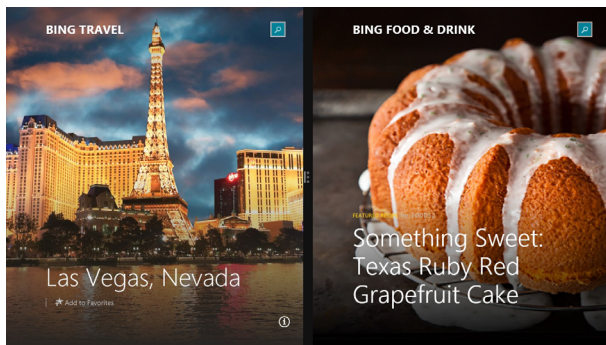 BING TRAVEL
Las Vegas, Nevada
Add to Favorites
BING FOOD & DRINK
Something Sweet:
Texas Ruby Red
Grapefruit Cake